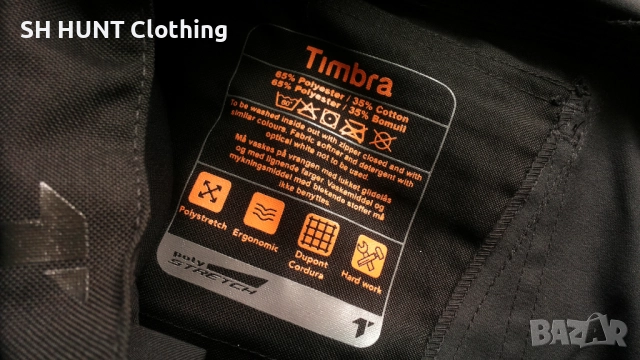 SH HUNT Clothing
Timbra
65% Polyester / 35% Cotton
65% Polyester / 35% Bomull
60°
To be washed inside out with zipper closed and with
similar colours. Fabric softner and detergent with
optical white not to be used.
Må vaskes på vrangen med lukket glidelås
og med lignende farger. Vaskemiddel og
mykningsmiddel med blekende stoffer må
ikke benyttes.
Polystretch
Ergonomic
Dupont
Cordura
Hard work
poly
STRETCH
BAZAR
bg